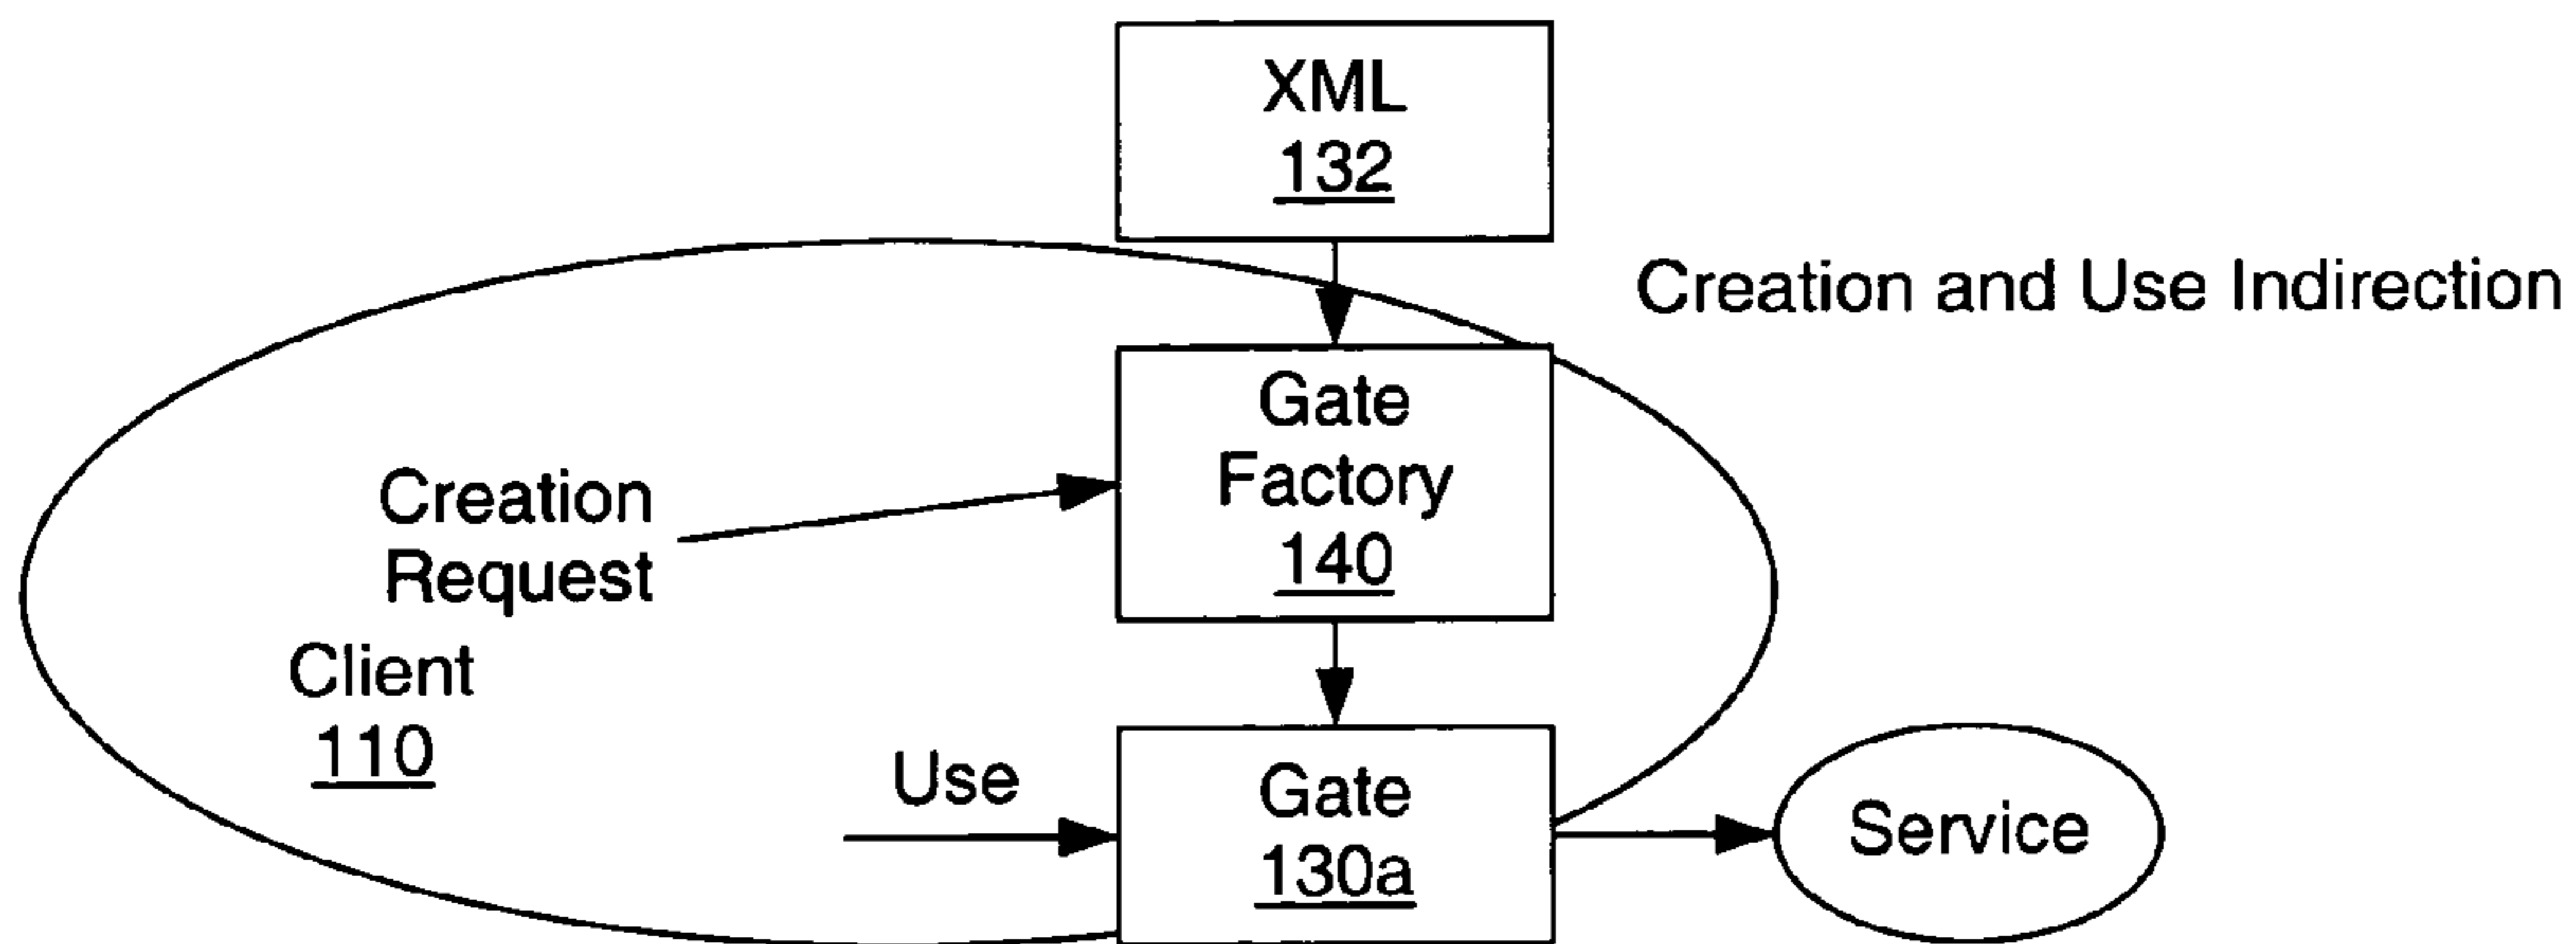 XML
132
Creation and Use Indirection
Gate
Factory
140
Creation
Request
Client
110
Use
Gate
130a
Service